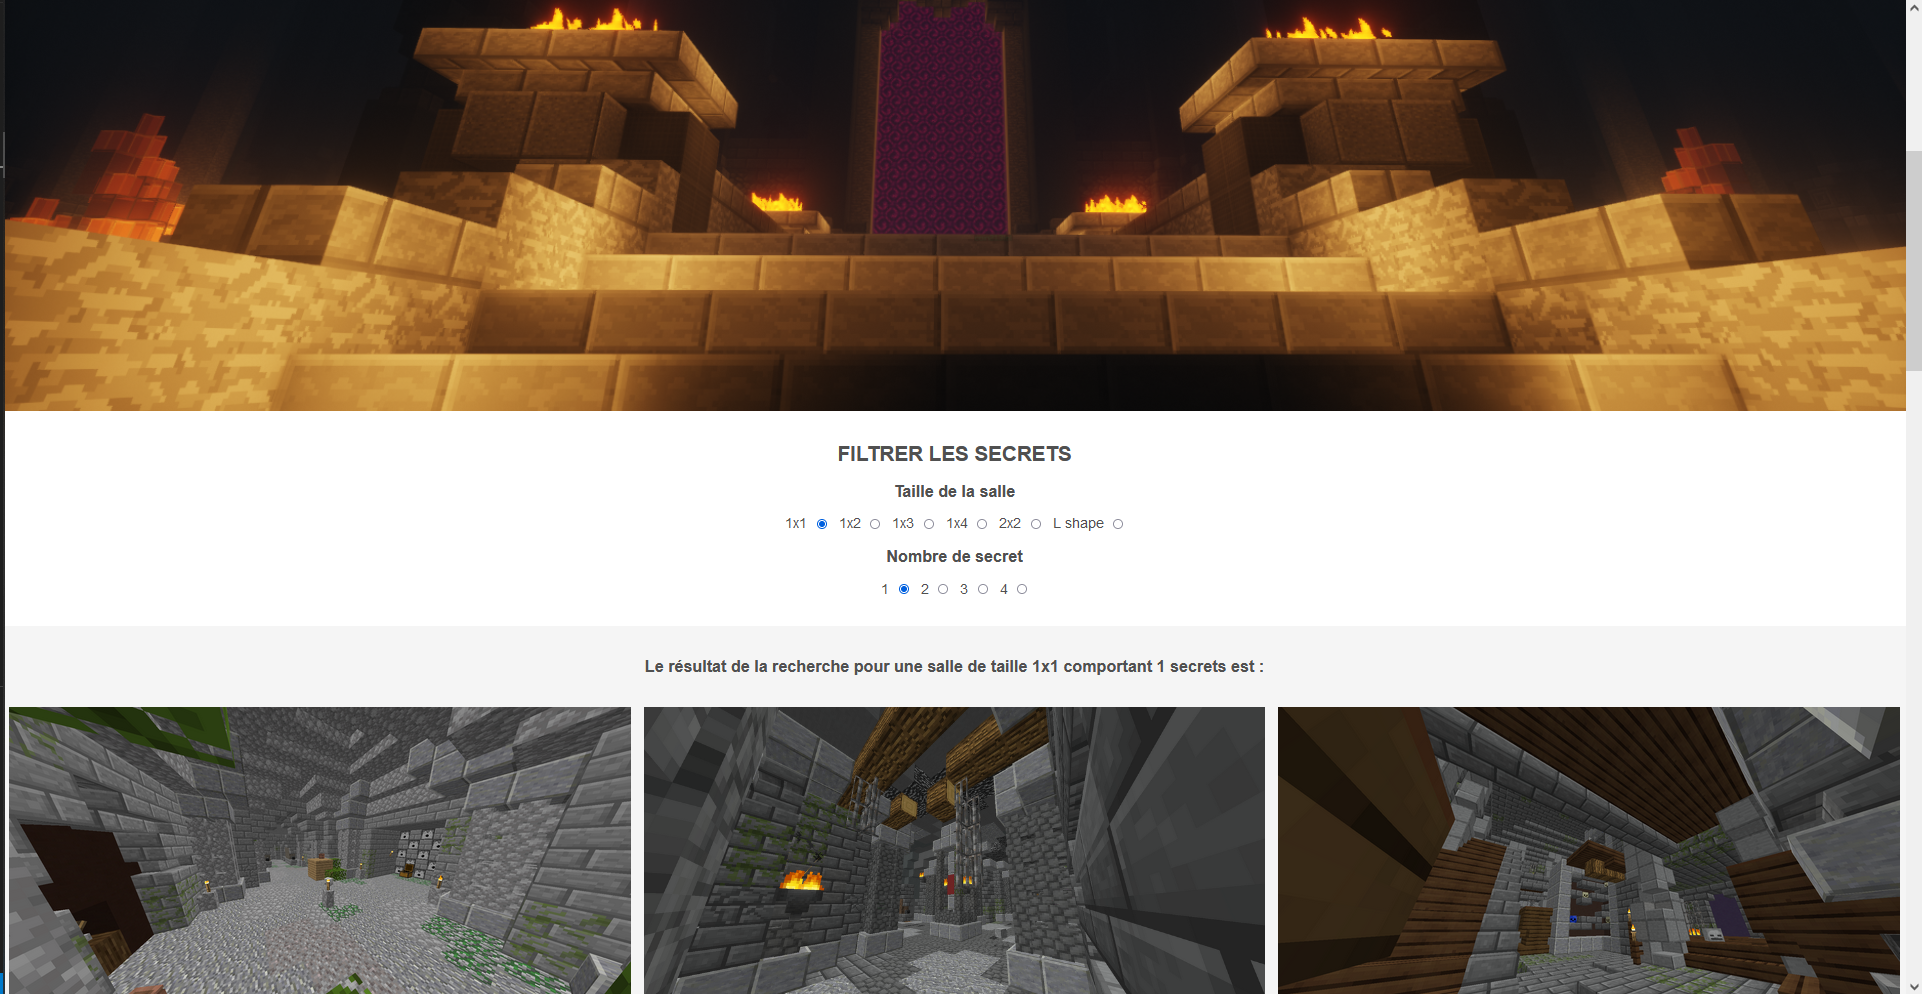 FILTRER LES SECRETS
Taille de la salle
1x1 1x2 1x3 1x4 2x2 L shape
Nombre de secret
1 2 3 4
Le résultat de la recherche pour une salle de taille 1x1 comportant 1 secrets est :